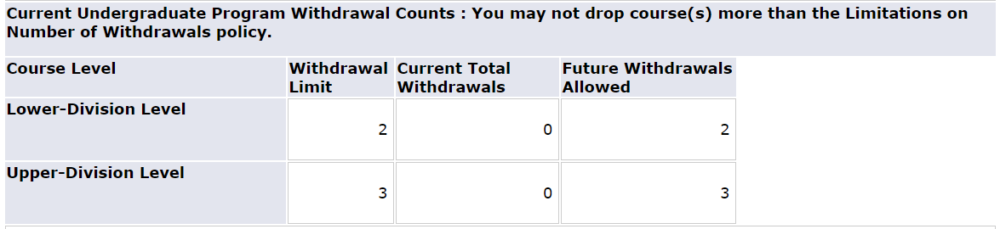 Current Undergraduate Program Withdrawal Counts : You may not drop course(s) more than the Limitations on
Number of Withdrawals policy.
Course Level
Withdrawal Limit
Current Total Withdrawals
Future Withdrawals Allowed
Lower-Division Level
2
0
2
Upper-Division Level
3
0
3